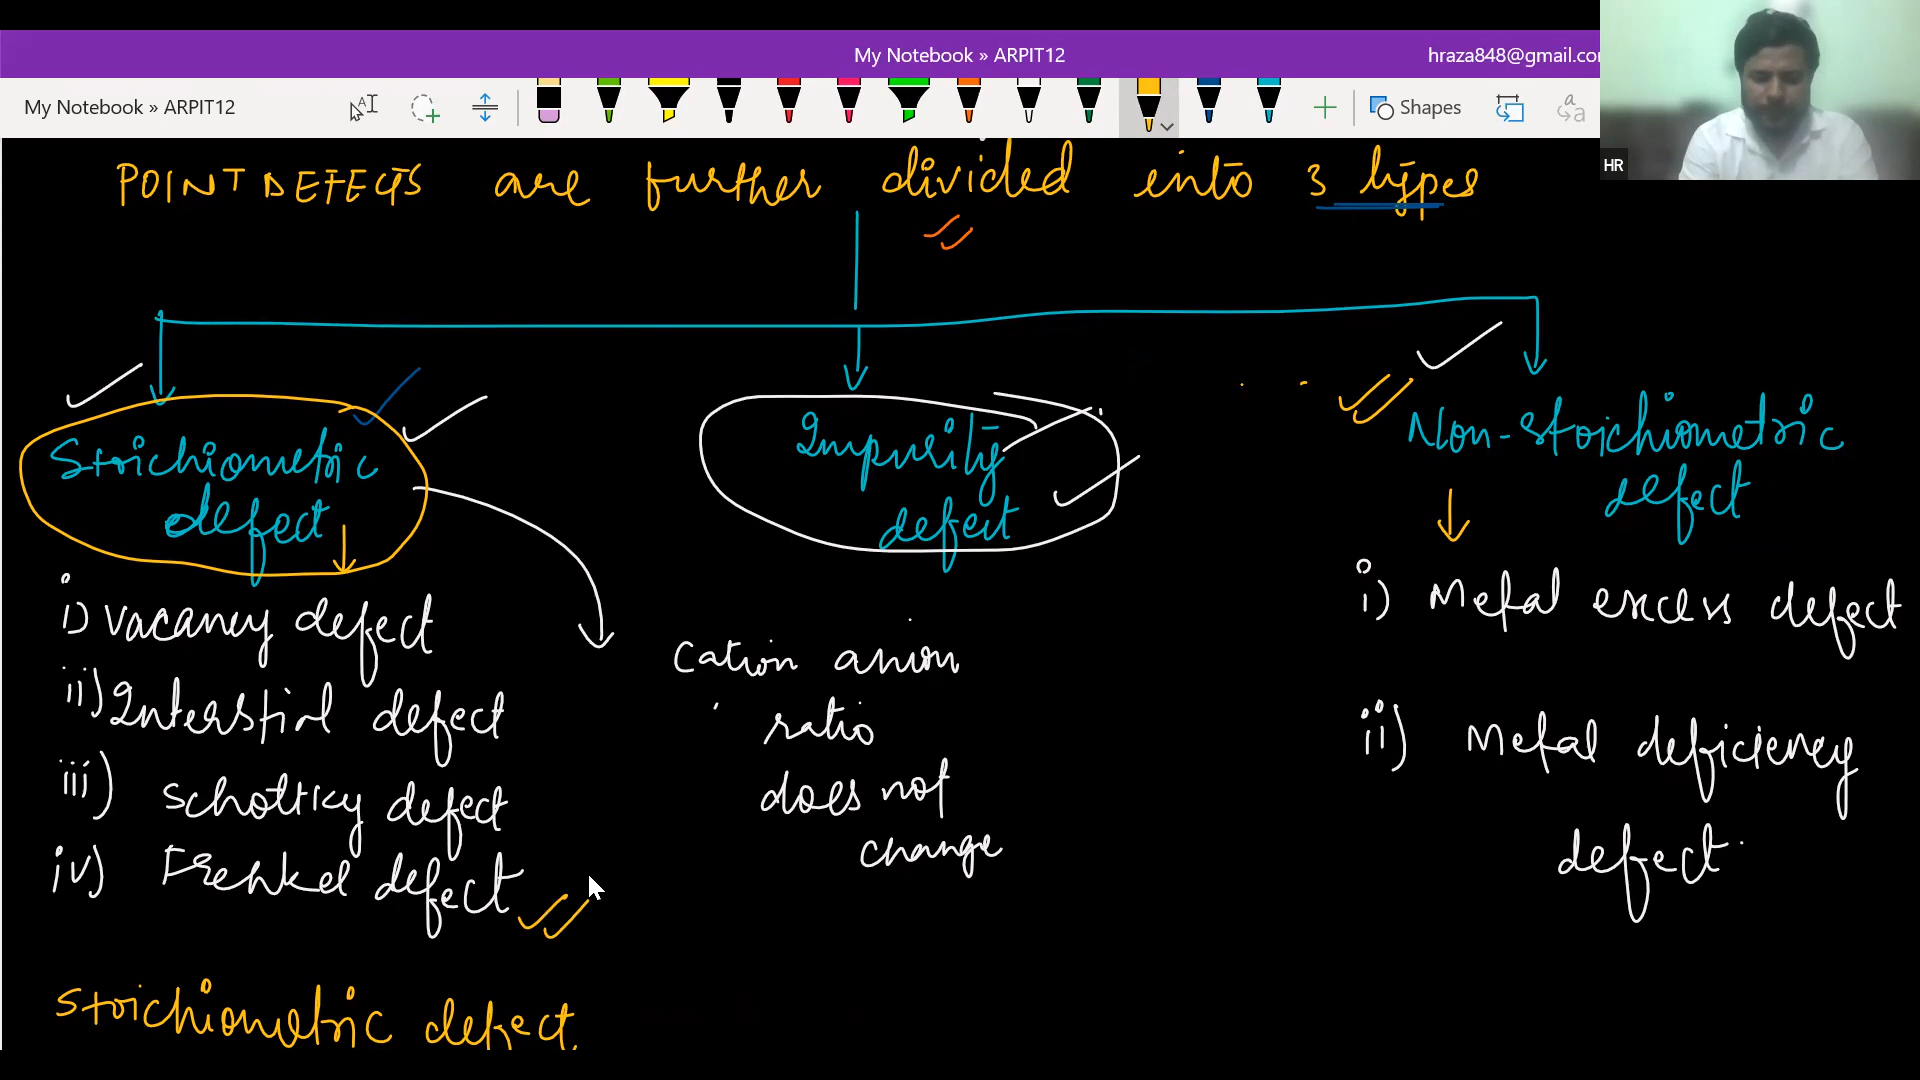 My Notebook » ARPIT12
hraza848@gmail.co
My Notebook » ARPIT12
Shapes
HR
POINT DEFECTS are further divided into 3 types
Stoichiometric
defect
Impurity
defect
Non-Stoichiometric
defect
i) Vacancy defect
ii) Interstial defect
iii) Schottky defect
iv) Frenkel defect
Cation anion
ratio
does not
change
i) Metal excess defect
ii) Metal deficiency
defect
Stoichiometric defect.